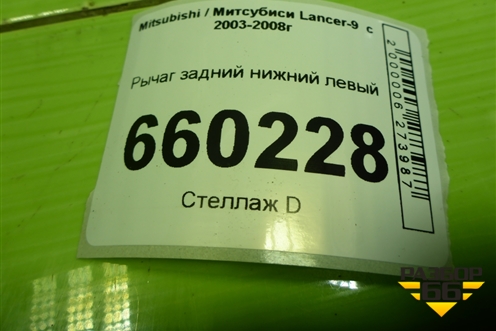 Mitsubishi / Митсубиси Lancer-9 с
2003-2008г
Рычаг задний нижний левый
660228
Стеллаж D
2000006273987
РАЗБОР
66